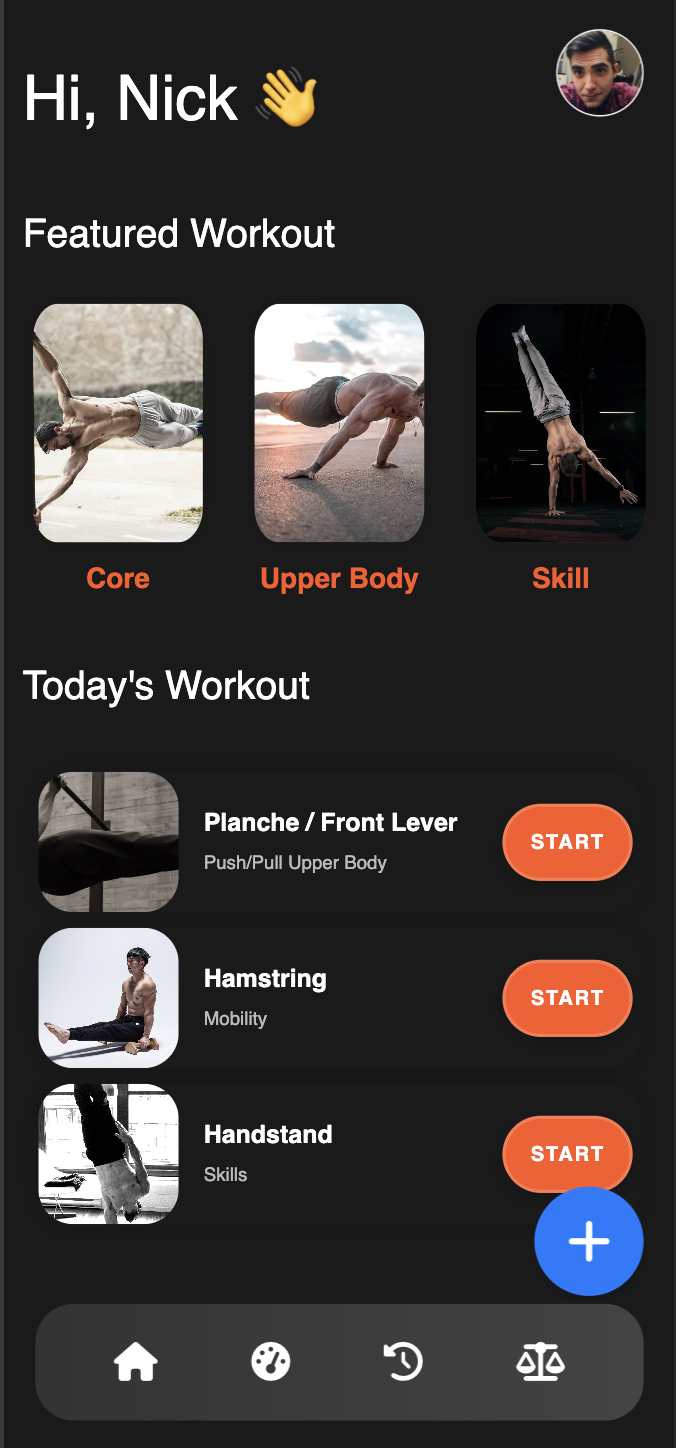 Hi, Nick 👋
Featured Workout
Core
Upper Body
Skill
Today's Workout
Planche / Front Lever
Push/Pull Upper Body
START
Hamstring
Mobility
START
Handstand
Skills
START